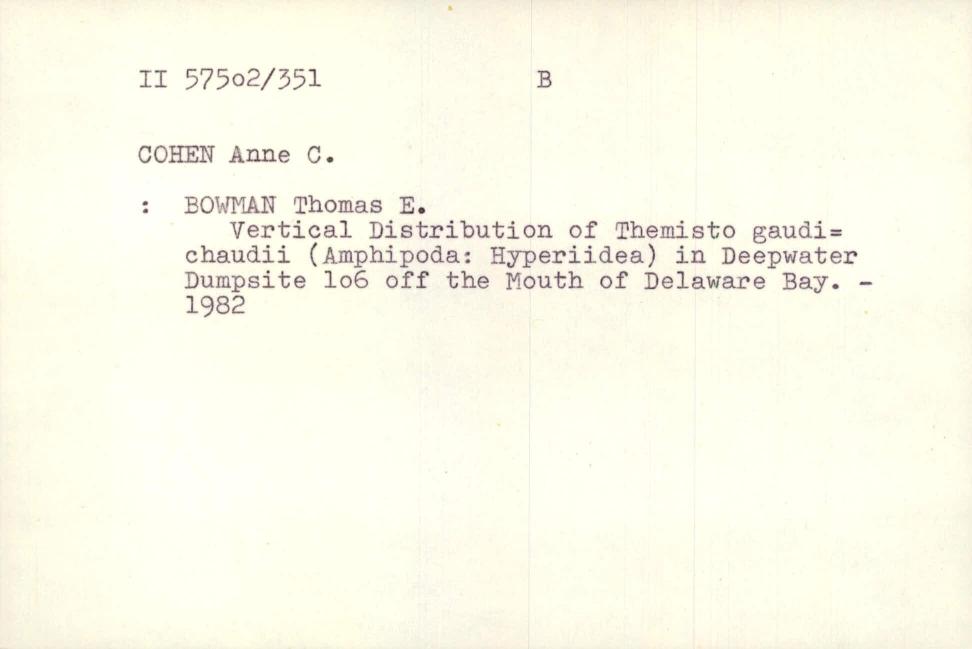 II 575o2/351 B
COHEN Anne C.
: BOWMAN Thomas E.
Vertical Distribution of Themisto gaudi=
chaudii (Amphipoda: Hyperiidea) in Deepwater
Dumpsite lo6 off the Mouth of Delaware Bay. -
1982